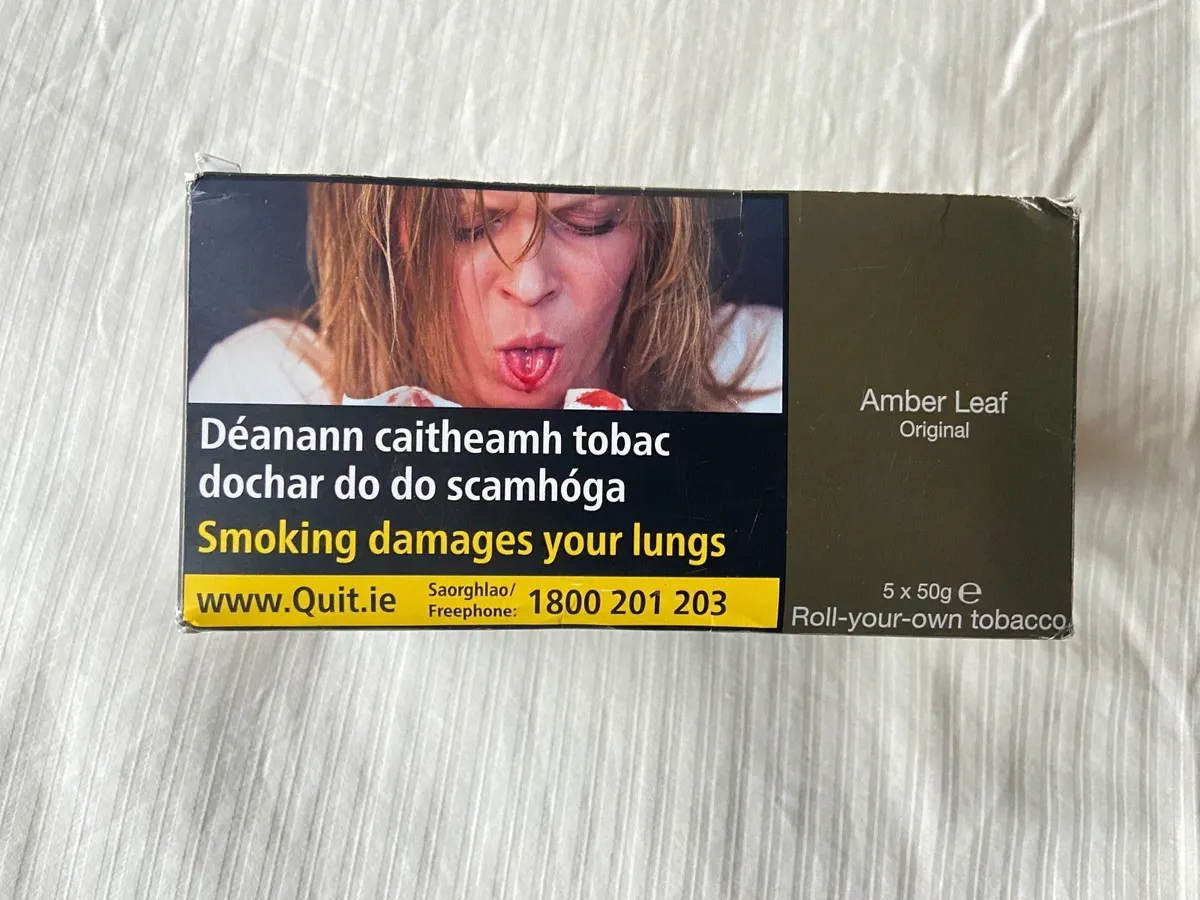 Déanann caitheamh tobac
dochar do do scamhóga
Smoking damages your lungs
www.Quit.ie
Saorghlao/
Freephone:
1800 201 203
Amber Leaf
Original
5 x 50g ℮
Roll-your-own tobacco